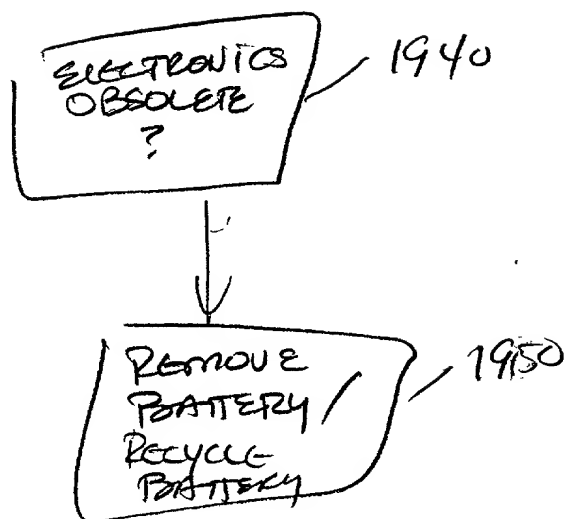 ELECTRONICS
OBSOLETE
?
1940
REMOVE
BATTERY /
RECYCLE
BATTERY
1950